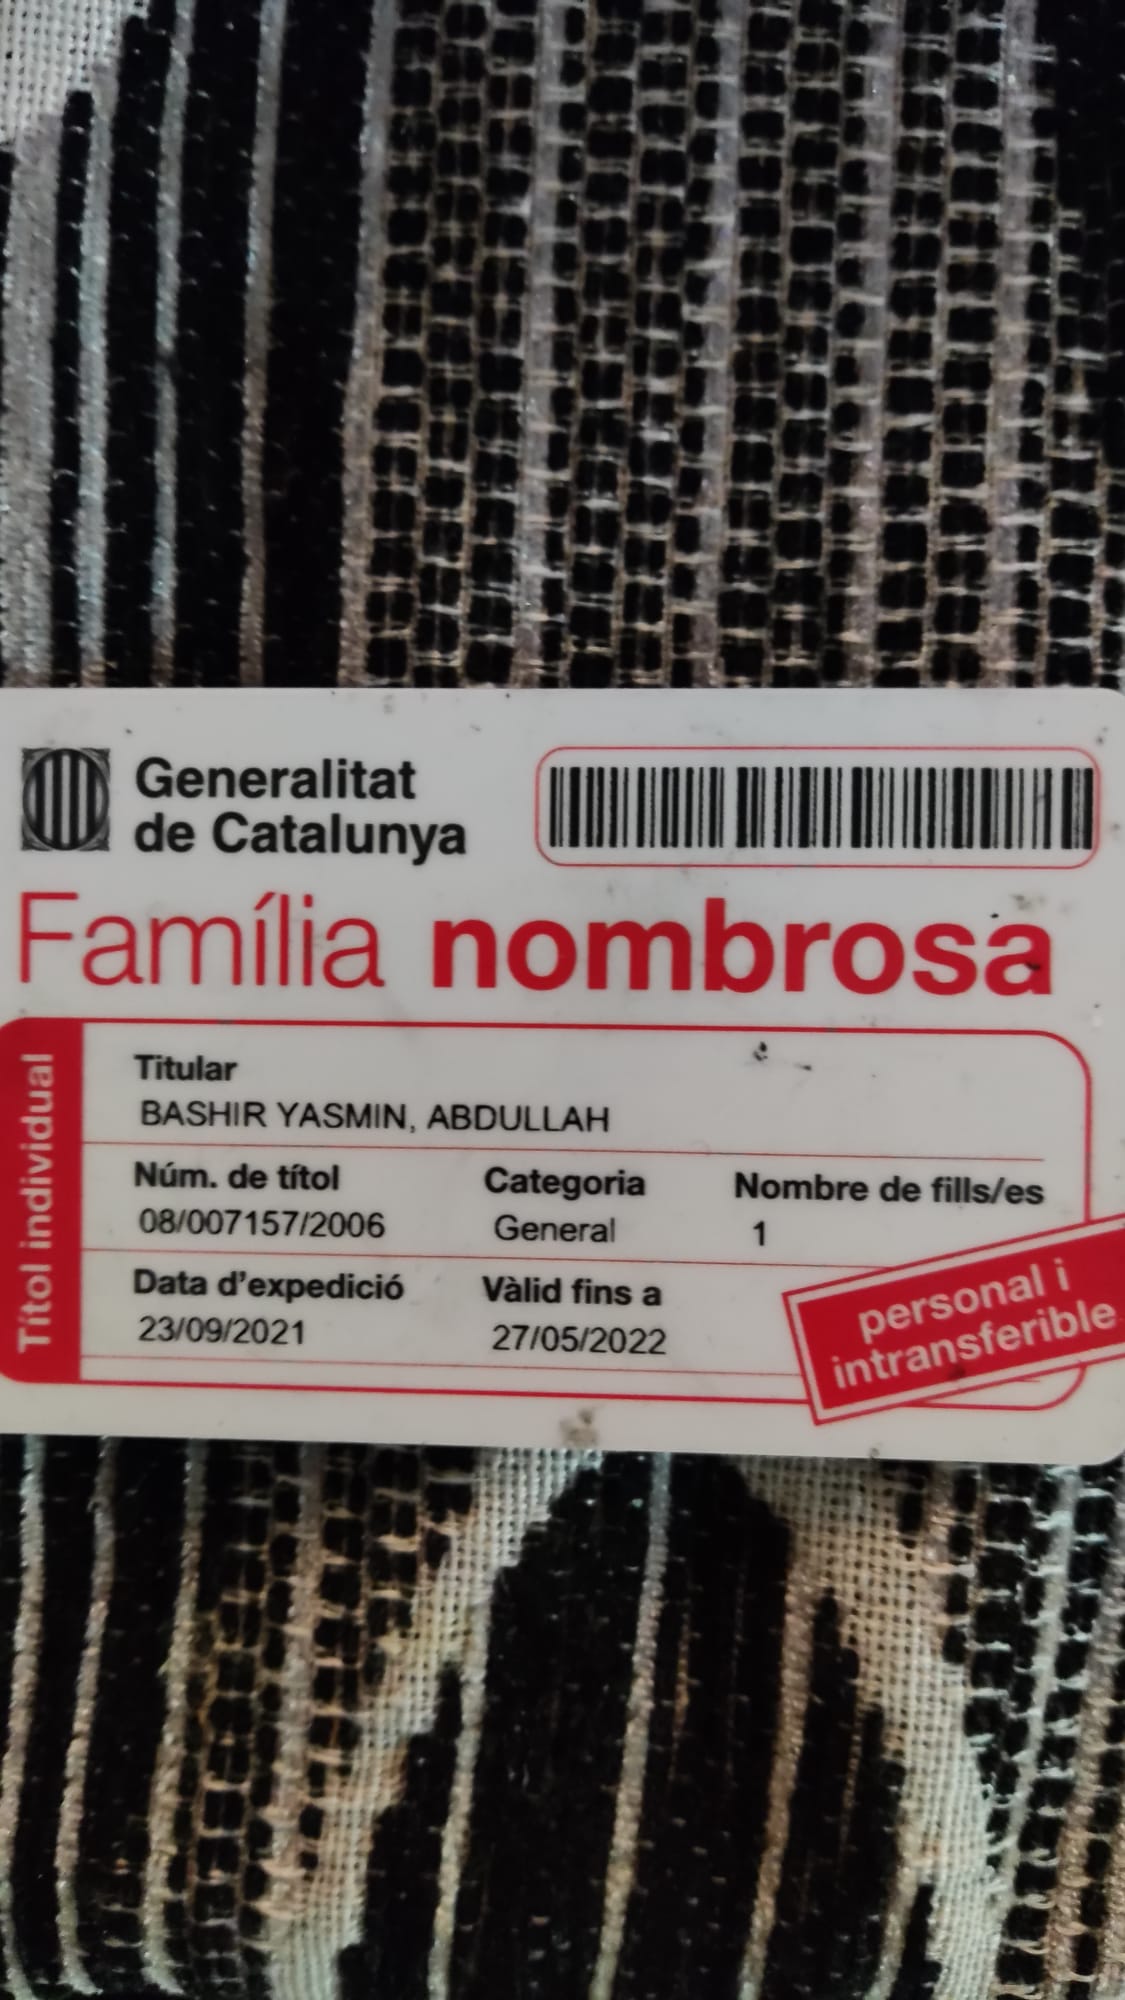 Generalitat
de Catalunya
Família nombrosa
Títol individual
Titular
BASHIR YASMIN, ABDULLAH
Núm. de títol Categoria Nombre de fills/es
08/007157/2006 General 1
Data d'expedició Vàlid fins a
23/09/2021 27/05/2022
personal i
intransferible